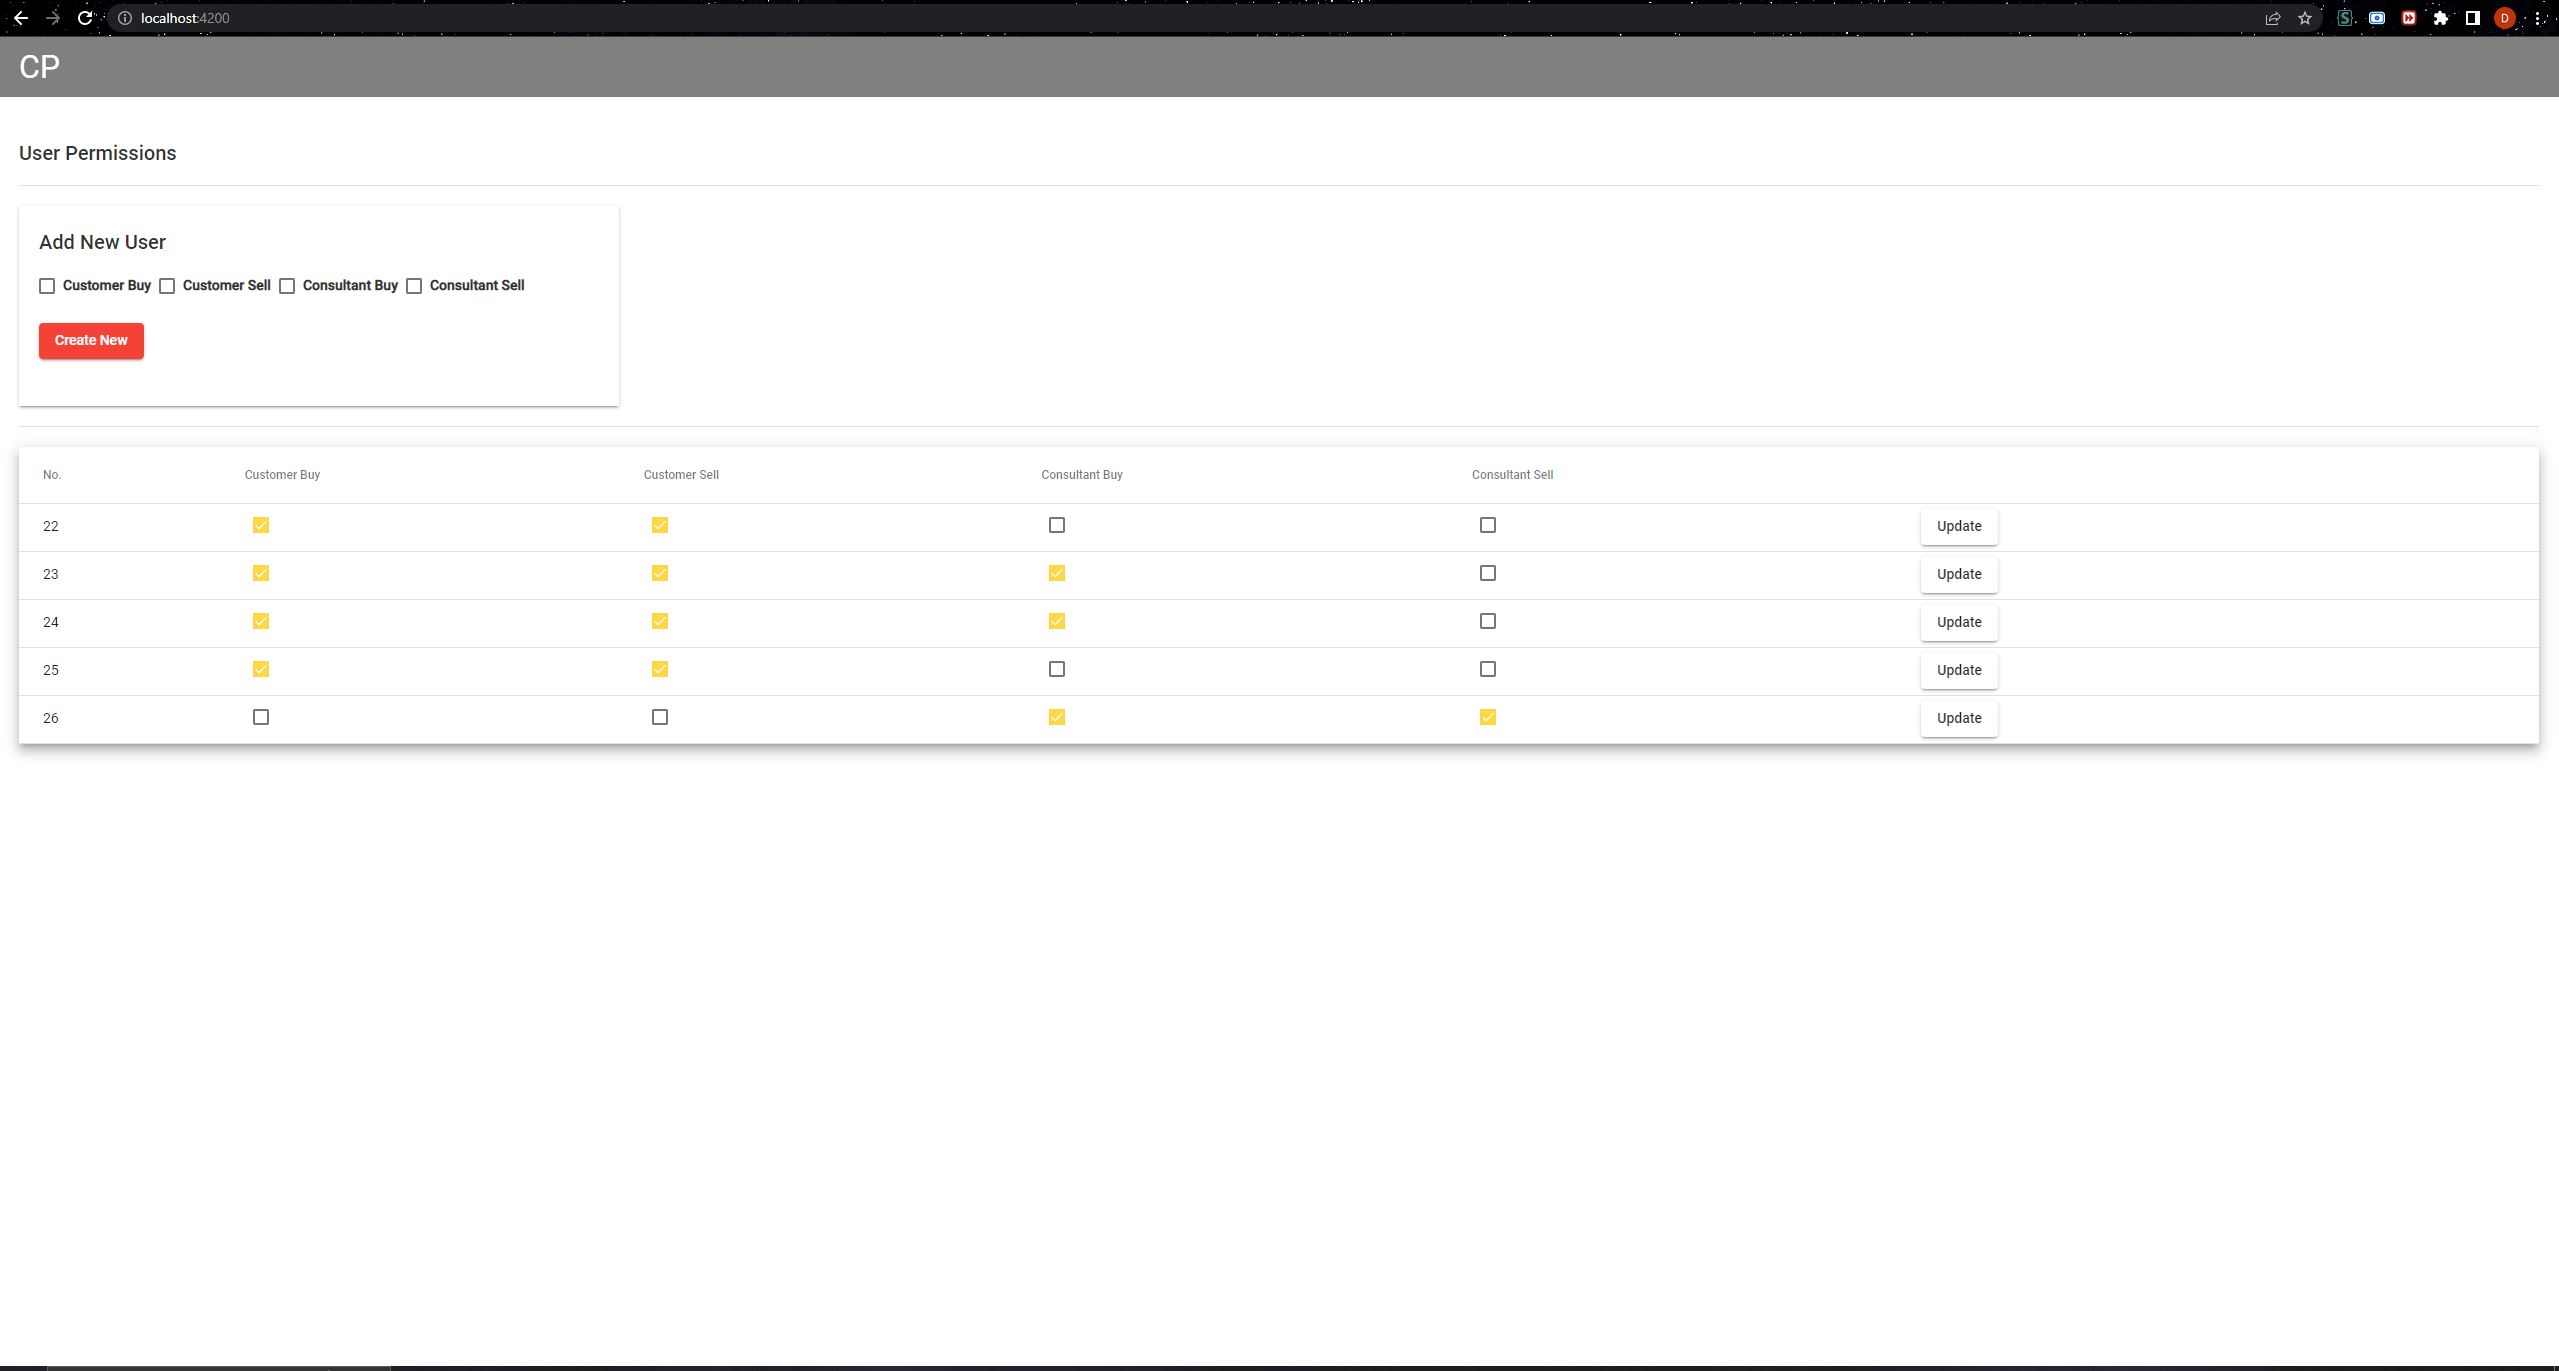 localhost:4200
S
D
CP
User Permissions
Add New User
Customer Buy Customer Sell Consultant Buy Consultant Sell
Create New
No. Customer Buy Customer Sell Consultant Buy Consultant Sell
22 Update
23 Update
24 Update
25 Update
26 Update